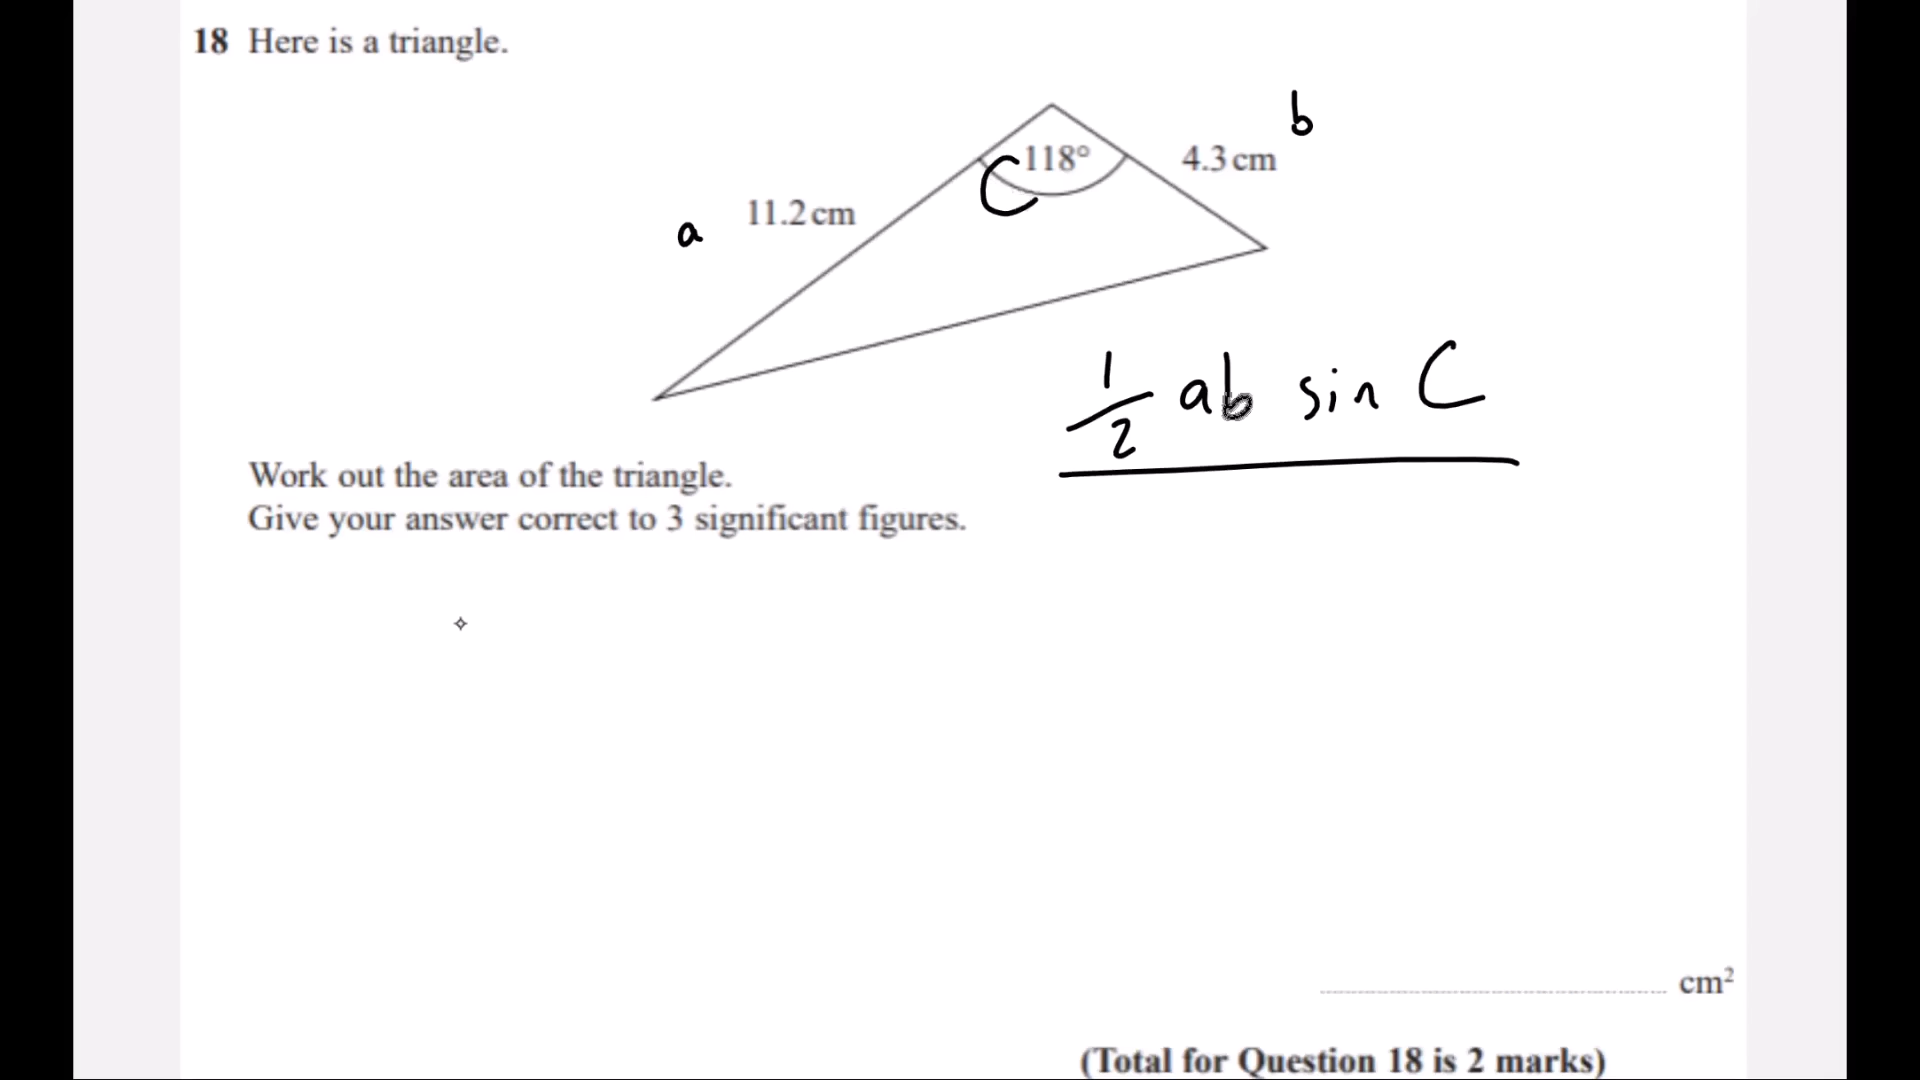 18 Here is a triangle.
b
118°
4.3 cm
C
11.2 cm
a
1/2 ab sin C
Work out the area of the triangle.
Give your answer correct to 3 significant figures.
cm²
(Total for Question 18 is 2 marks)